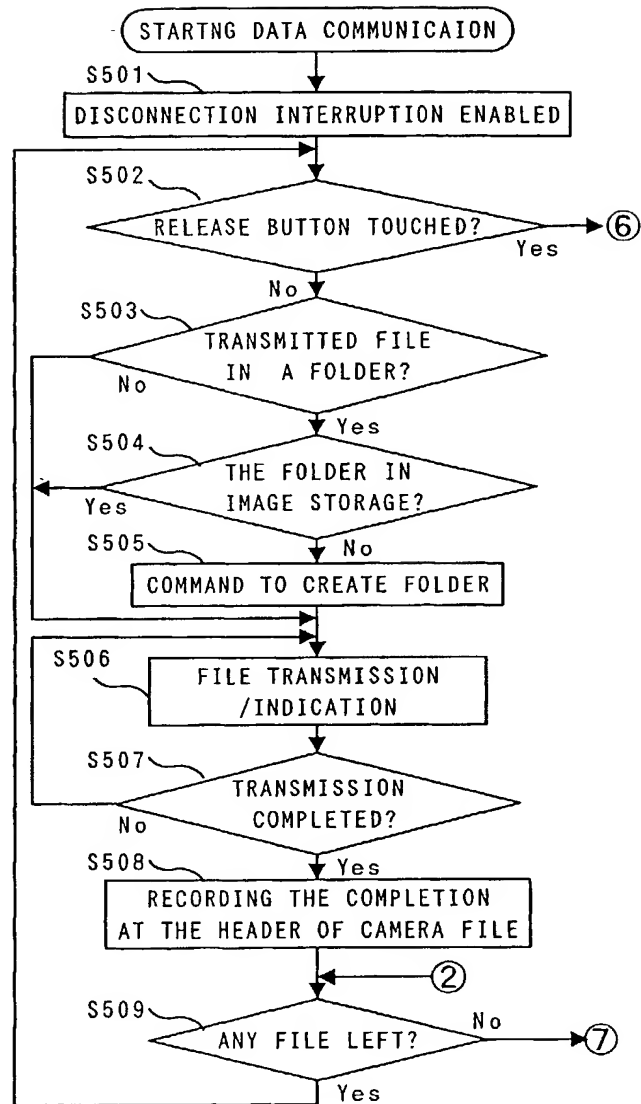 STARTNG DATA COMMUNICAION
S501
DISCONNECTION INTERRUPTION ENABLED
S502
RELEASE BUTTON TOUCHED?
⑥
Yes
No
S503
TRANSMITTED FILE
IN A FOLDER?
No
Yes
S504
THE FOLDER IN
IMAGE STORAGE?
Yes
No
S505
COMMAND TO CREATE FOLDER
S506
FILE TRANSMISSION
/INDICATION
S507
TRANSMISSION
COMPLETED?
No
Yes
S508
RECORDING THE COMPLETION
AT THE HEADER OF CAMERA FILE
②
S509
ANY FILE LEFT?
No
⑦
Yes